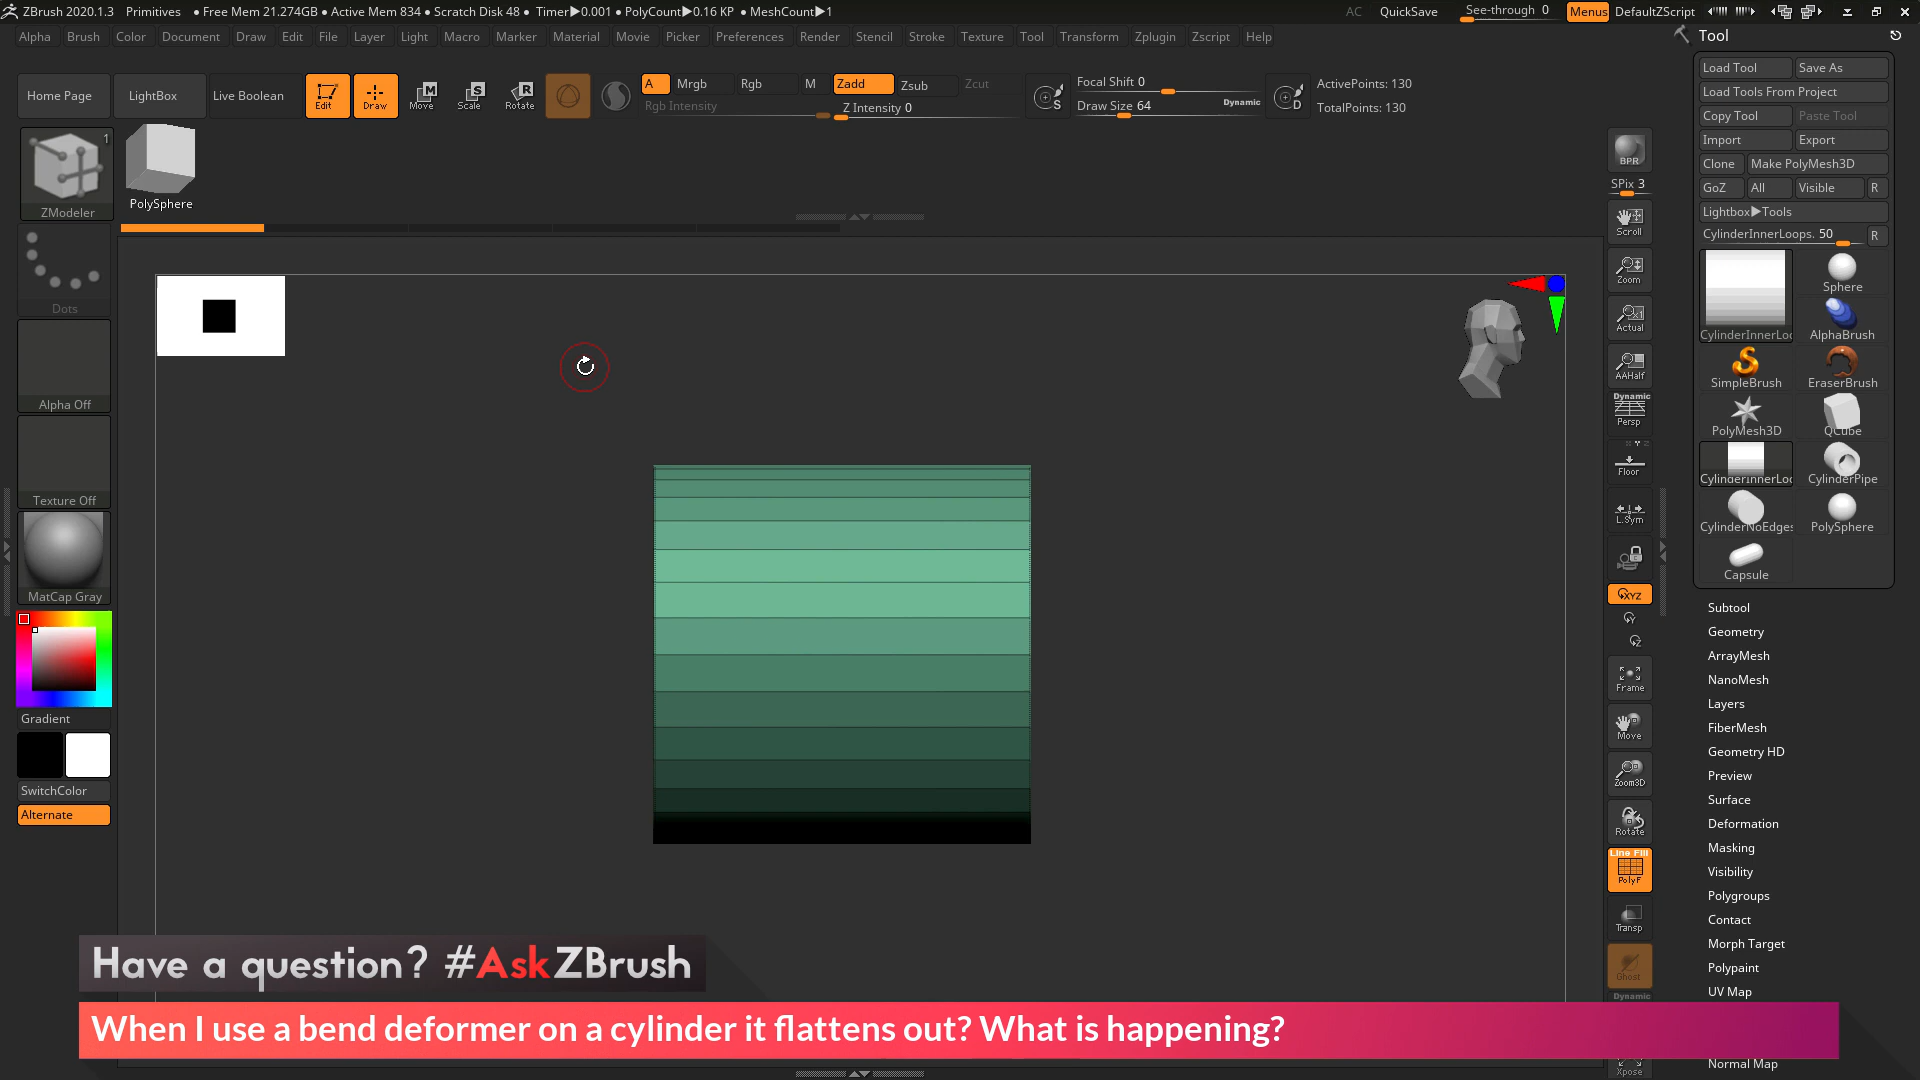 ZBrush 2020.1.3 Primitives ● Free Mem 21.274GB ● Active Mem 834 ● Scratch Disk 48 ● Timer▶0.001 ● PolyCount▶0.16 KP ● MeshCount▶1 AC QuickSave See-through 0 Menus DefaultZScript
Alpha Brush Color Document Draw Edit File Layer Light Macro Marker Material Movie Picker Preferences Render Stencil Stroke Texture Tool Transform Zplugin Zscript Help
Home Page LightBox Live Boolean Edit Draw Move Scale Rotate
A Mrgb Rgb M Zadd Zsub Zcut
Rgb Intensity Z Intensity 0
S
Focal Shift 0
Draw Size 64 Dynamic
D
ActivePoints: 130
TotalPoints: 130
1
ZModeler
PolySphere
Dots
Alpha Off
Texture Off
MatCap Gray
Gradient
SwitchColor
Alternate
BPR
SPix 3
Scroll
Zoom
Actual
AAHalf
Dynamic
Persp
Floor
L.Sym
XYZ
Y
Z
Frame
Move
Zoom3D
Rotate
Line Fill
PolyF
Transp
Ghost
Dynamic
Xpose
Tool
Load Tool Save As
Load Tools From Project
Copy Tool Paste Tool
Import Export
Clone Make PolyMesh3D
GoZ All Visible R
Lightbox▶Tools
CylinderInnerLoops. 50 R
CylinderInnerLoo Sphere
AlphaBrush
SimpleBrush EraserBrush
PolyMesh3D QCube
CylinderInnerLoo CylinderPipe
CylinderNoEdges PolySphere
Capsule
Subtool
Geometry
ArrayMesh
NanoMesh
Layers
FiberMesh
Geometry HD
Preview
Surface
Deformation
Masking
Visibility
Polygroups
Contact
Morph Target
Polypaint
UV Map
Normal Map
Have a question? #AskZBrush
When I use a bend deformer on a cylinder it flattens out? What is happening?